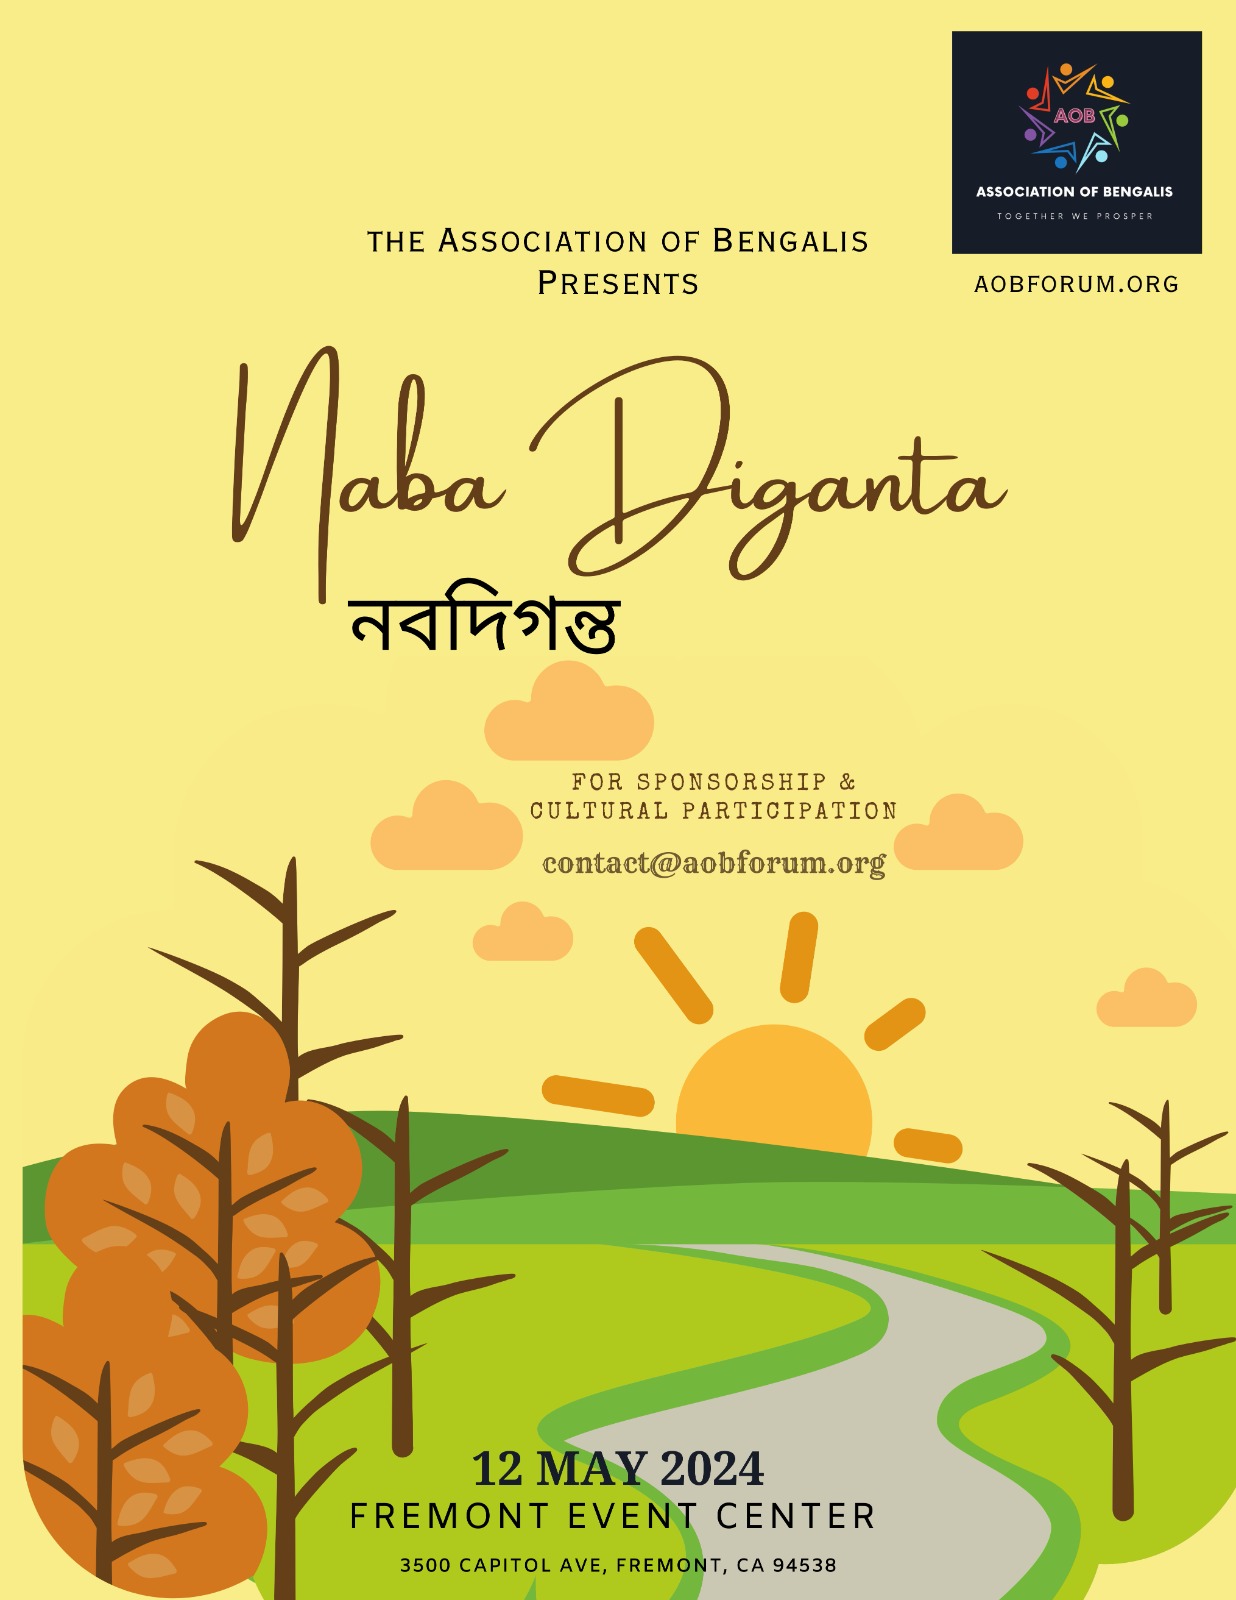 AOB
ASSOCIATION OF BENGALIS
TOGETHER WE PROSPER
AOBFORUM.ORG
THE ASSOCIATION OF BENGALIS
PRESENTS
Naba Diganta
নবদিগন্ত
FOR SPONSORSHIP &
CULTURAL PARTICIPATION
contact@aobforum.org
12 MAY 2024
FREMONT EVENT CENTER
3500 CAPITOL AVE, FREMONT, CA 94538